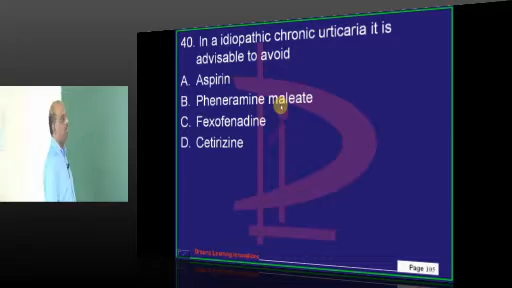 40. In a idiopathic chronic urticaria it is
advisable to avoid
A. Aspirin
B. Pheneramine maleate
C. Fexofenadine
D. Cetirizine
Page 105